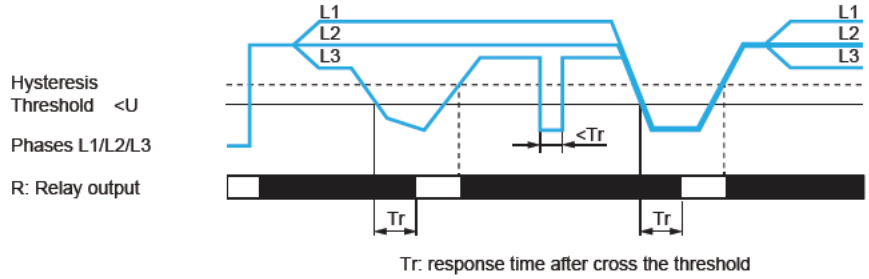 L1 L1
L2 L2
L3 L3
Hysteresis
Threshold <U
<Tr
Phases L1/L2/L3
R: Relay output
Tr Tr
Tr: response time after cross the threshold